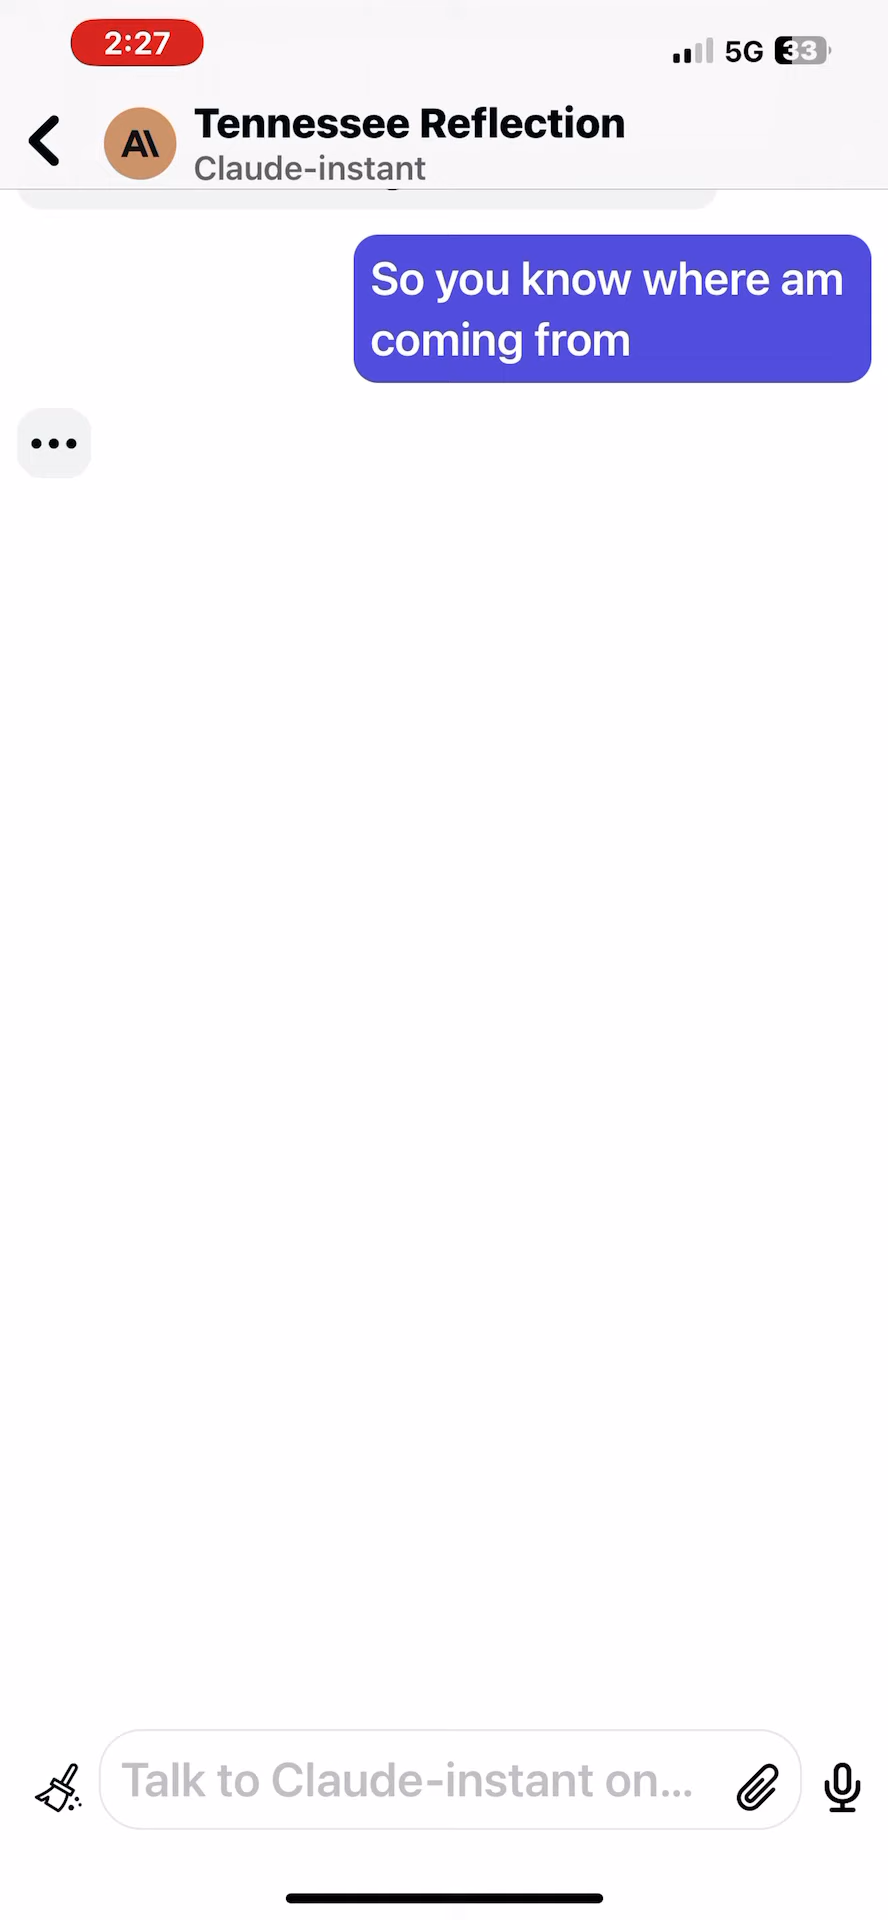 2:27
5G 33
Tennessee Reflection
Claude-instant
So you know where am
coming from
Talk to Claude-instant on...